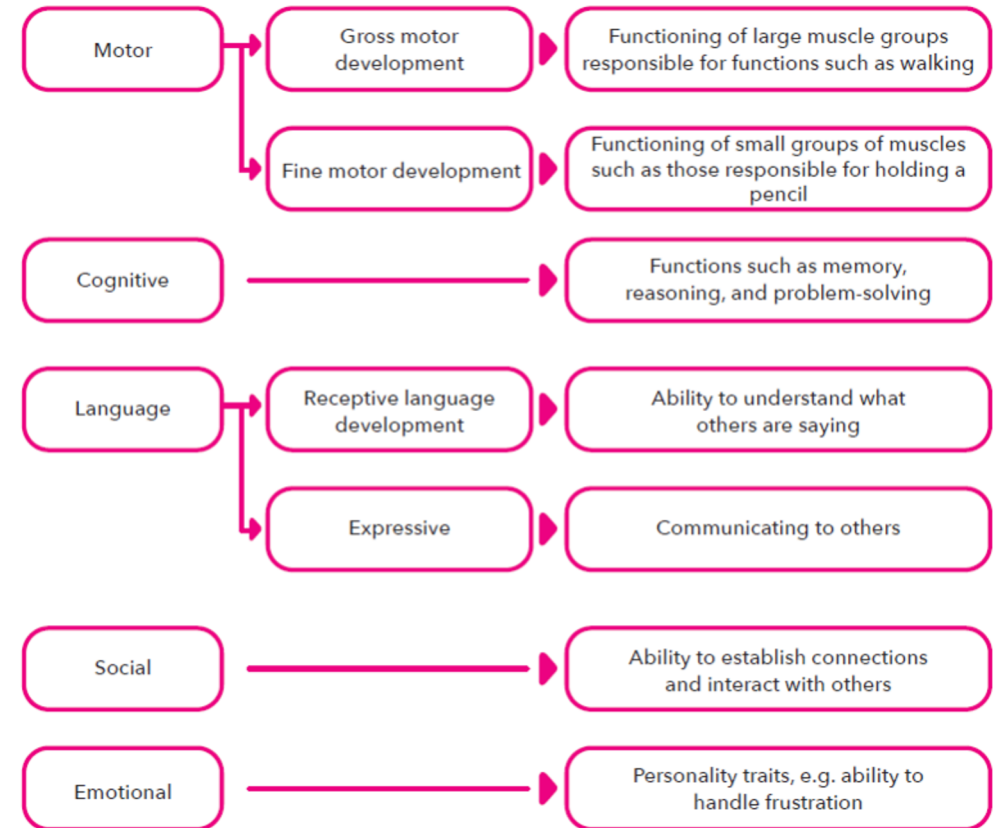 Motor
Gross motor
development
Functioning of large muscle groups
responsible for functions such as walking
Fine motor development
Functioning of small groups of muscles
such as those responsible for holding a
pencil
Cognitive
Functions such as memory,
reasoning, and problem-solving
Language
Receptive language
development
Ability to understand what
others are saying
Expressive
Communicating to others
Social
Ability to establish connections
and interact with others
Emotional
Personality traits, e.g. ability to
handle frustration